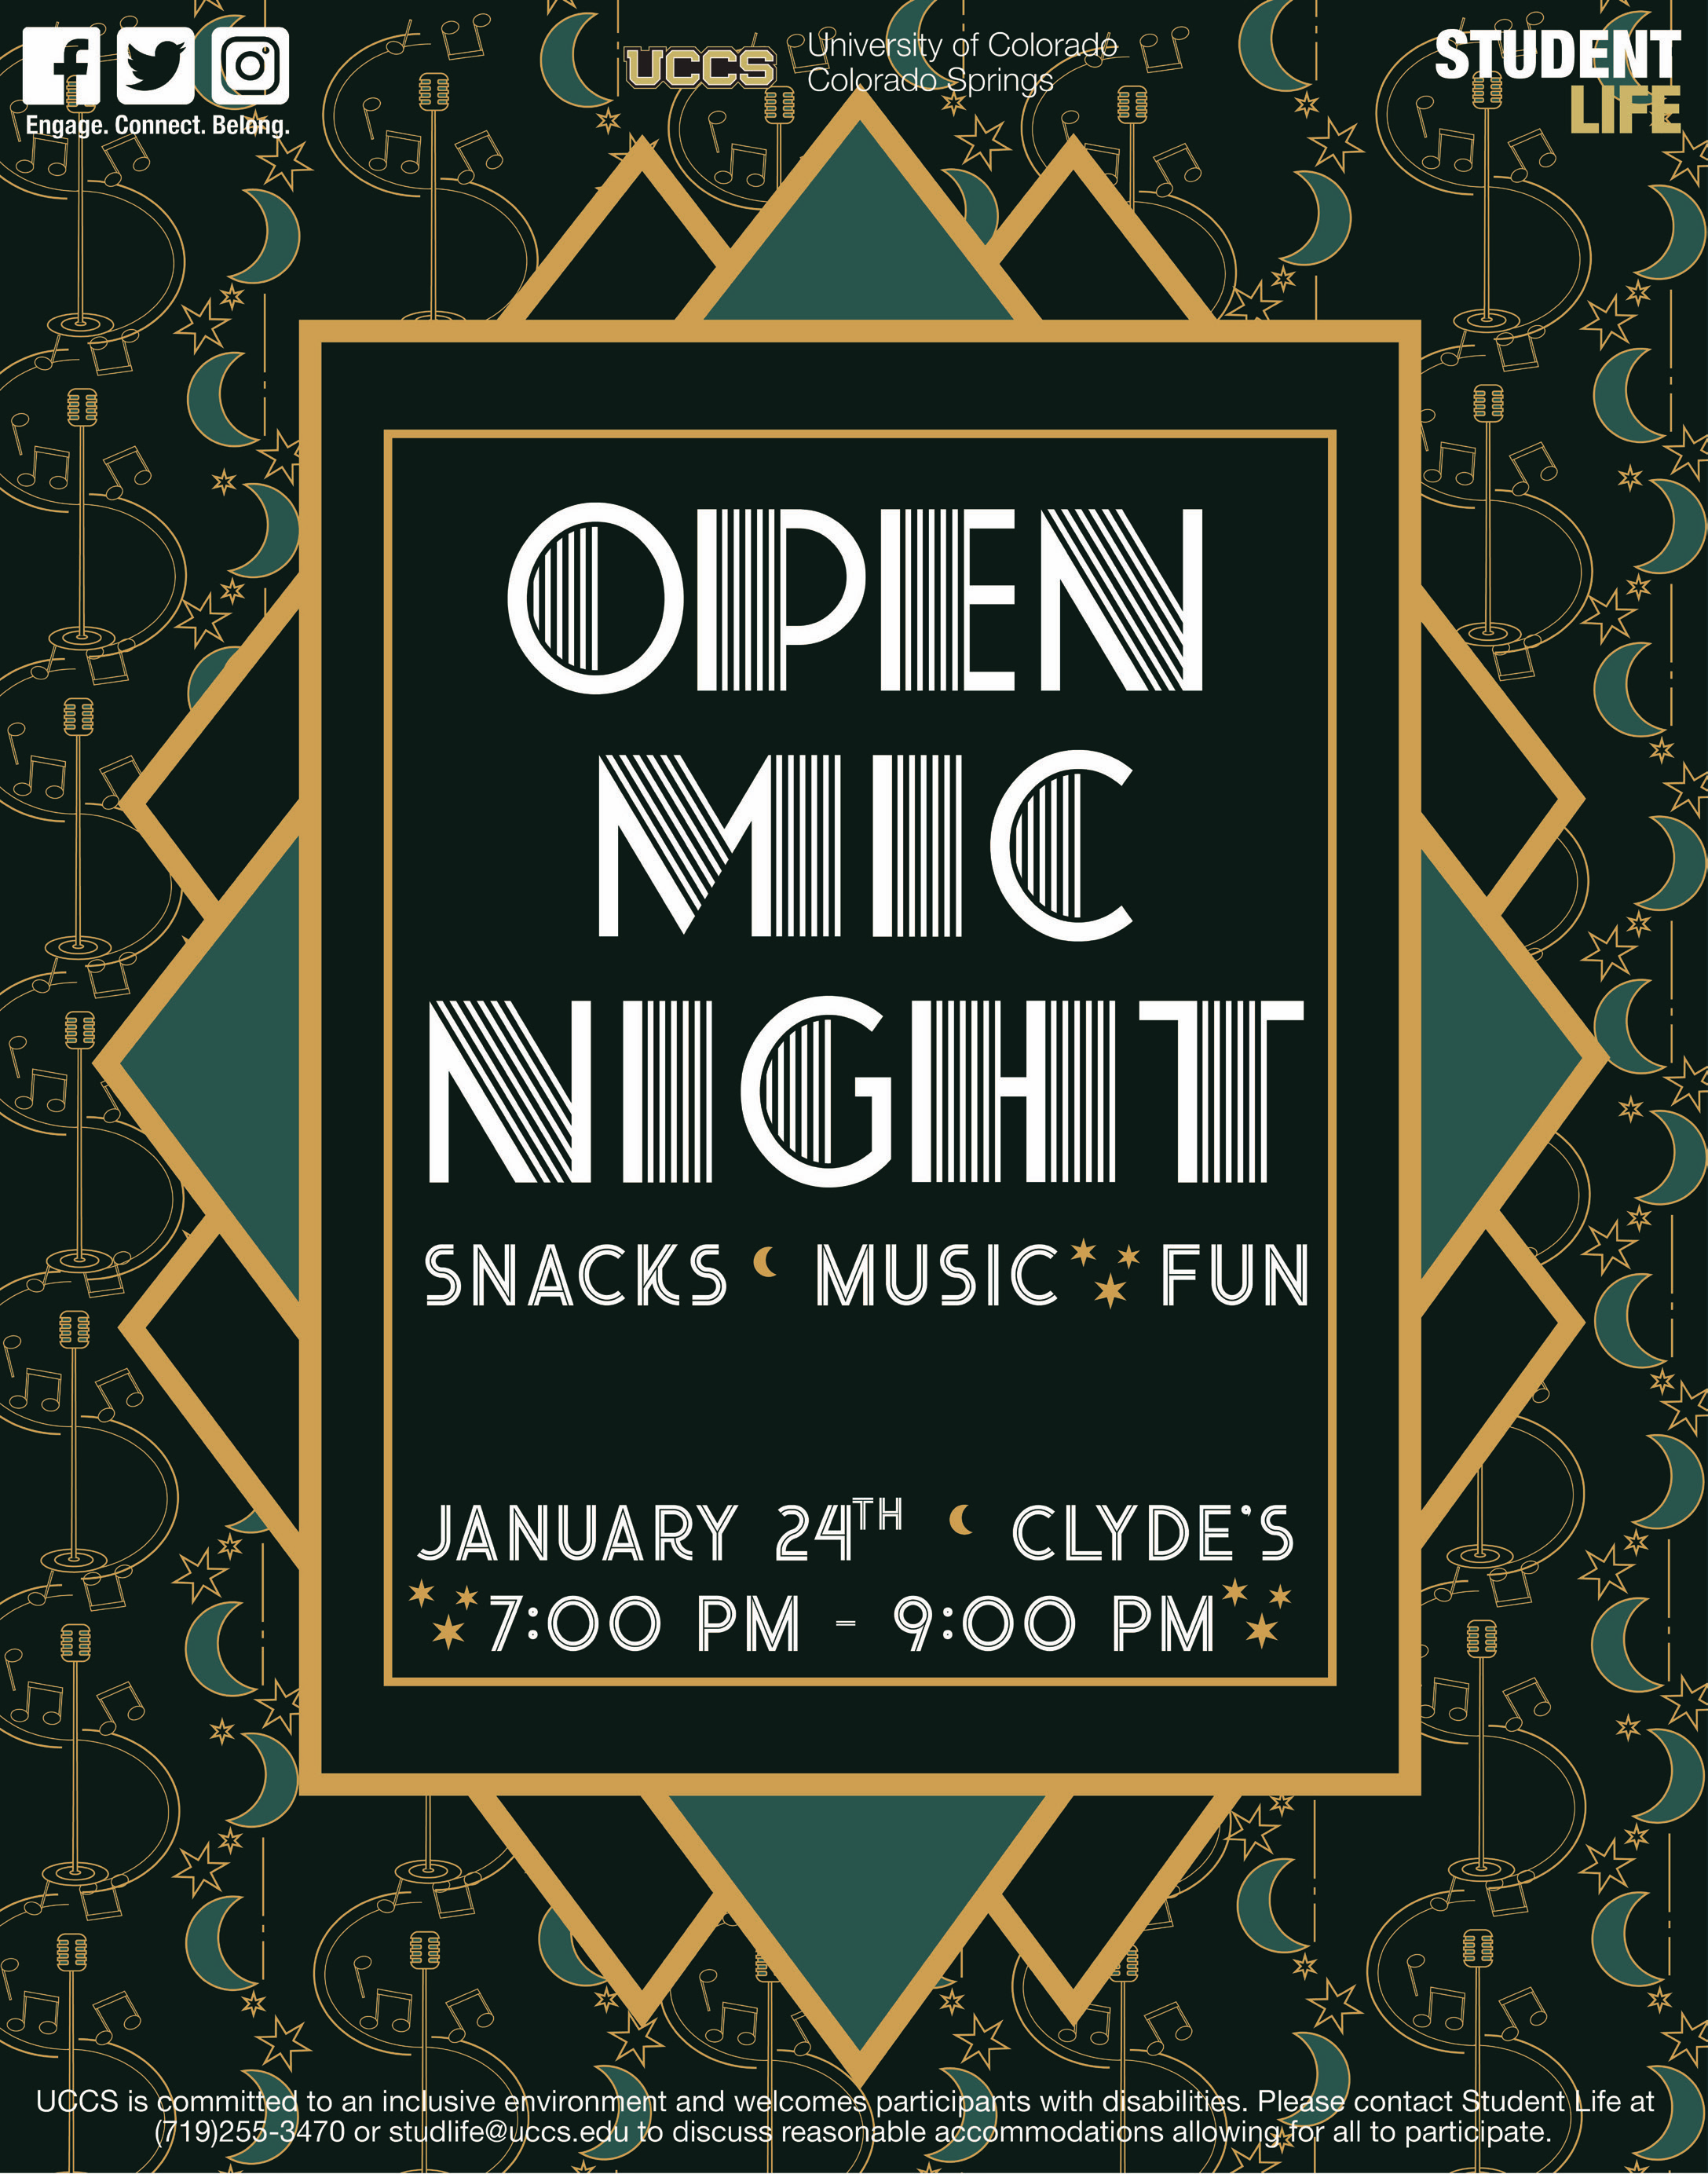 Engage. Connect. Belong.
UCCS
University of Colorado
Colorado Springs
STUDENT
LIFE
OPEN
MIC
NIGHT
SNACKS MUSIC FUN
JANUARY 24TH CLYDE'S
7:00 PM - 9:00 PM
UCCS is committed to an inclusive environment and welcomes participants with disabilities. Please contact Student Life at
(719)255-3470 or studlife@uccs.edu to discuss reasonable accommodations allowing for all to participate.